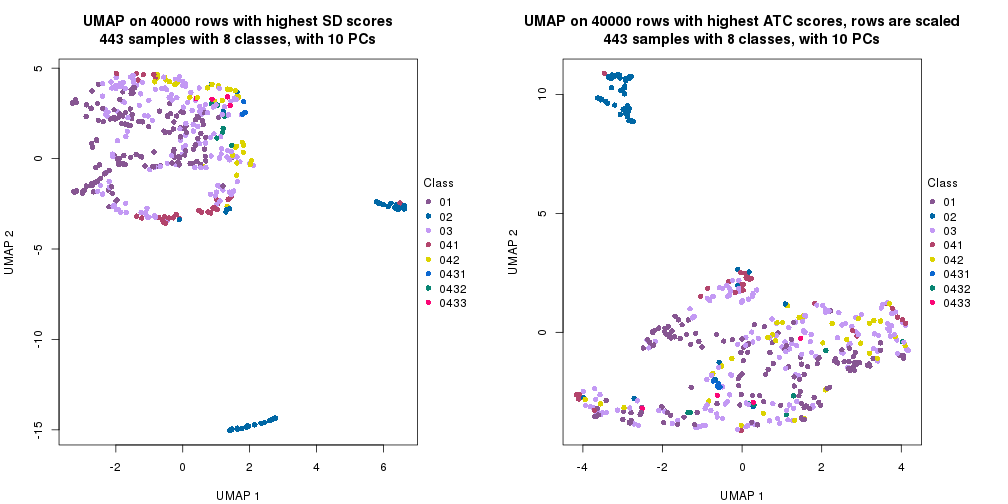 UMAP on 40000 rows with highest SD scores
443 samples with 8 classes, with 10 PCs
5
0
-5
-10
-15
UMAP 2
-2 0 2 4 6
UMAP 1
Class
01
02
03
041
042
0431
0432
0433
UMAP on 40000 rows with highest ATC scores, rows are scaled
443 samples with 8 classes, with 10 PCs
10
5
0
UMAP 2
-4 -2 0 2 4
UMAP 1
Class
01
02
03
041
042
0431
0432
0433